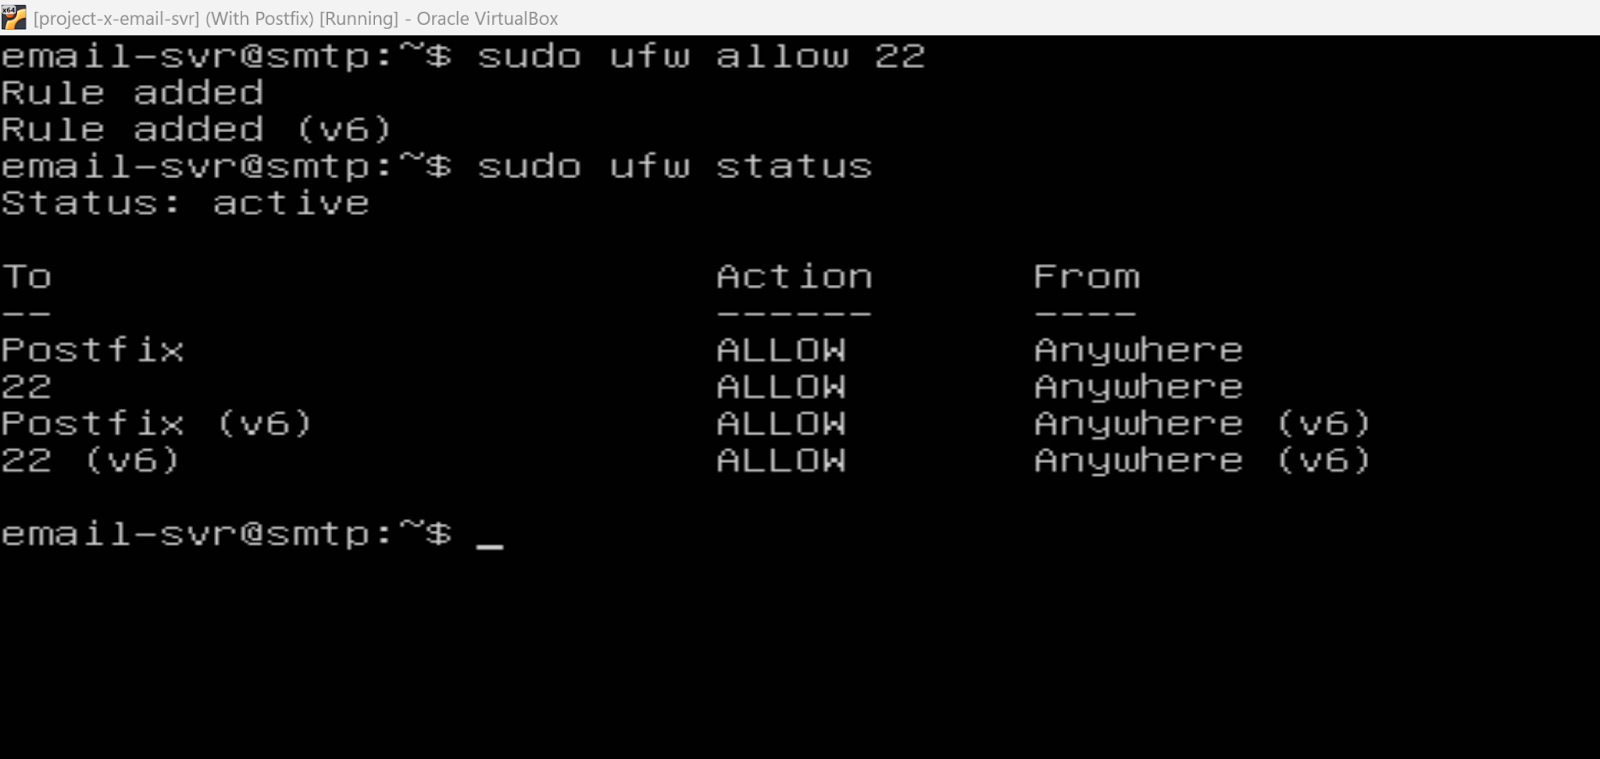 [project-x-email-svr] (With Postfix) [Running] - Oracle VirtualBox
email-svr@smtp:~$ sudo ufw allow 22
Rule added
Rule added (v6)
email-svr@smtp:~$ sudo ufw status
Status: active
To Action From
-- ------ ----
Postfix ALLOW Anywhere
22 ALLOW Anywhere
Postfix (v6) ALLOW Anywhere (v6)
22 (v6) ALLOW Anywhere (v6)
email-svr@smtp:~$ _